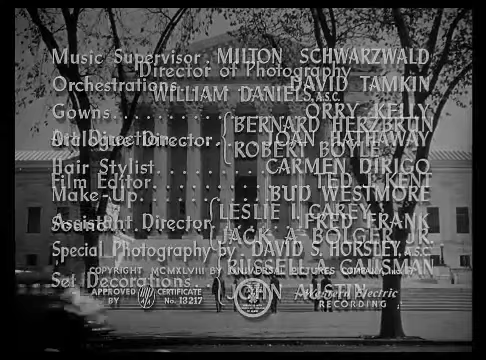 Music Supervisor . MILTON SCHWARZWALD
Director of Photography
Orchestrations . . . . . DAVID TAMKIN
WILLIAM DANIELS, A.S.C.
Gowns. . . . . . . . . . ORRY KELLY
Art Direction . . . BERNARD HERZBRUN
Dialogue Director. . . . JOAN HATHAWAY
ROBERT BOYLE
Hair Stylist. . . . . CARMEN DIRIGO
Film Editor. . . . . . . TED J. KENT
Make-Up. . . . . . . . BUD WESTMORE
LESLIE I. CAREY
Assistant Director . . . FRED FRANK
Sound . . . . . JACK A. BOLGER JR.
Special Photography by . DAVID S. HORSLEY, A.S.C.
RUSSELL A. GAUSMAN
COPYRIGHT MCMXLVIII BY UNIVERSAL PICTURES COMPANY, INC.
Set Decorations . . . JOHN AUSTIN
APPROVED BY
CERTIFICATE No. 13217
Western Electric
RECORDING